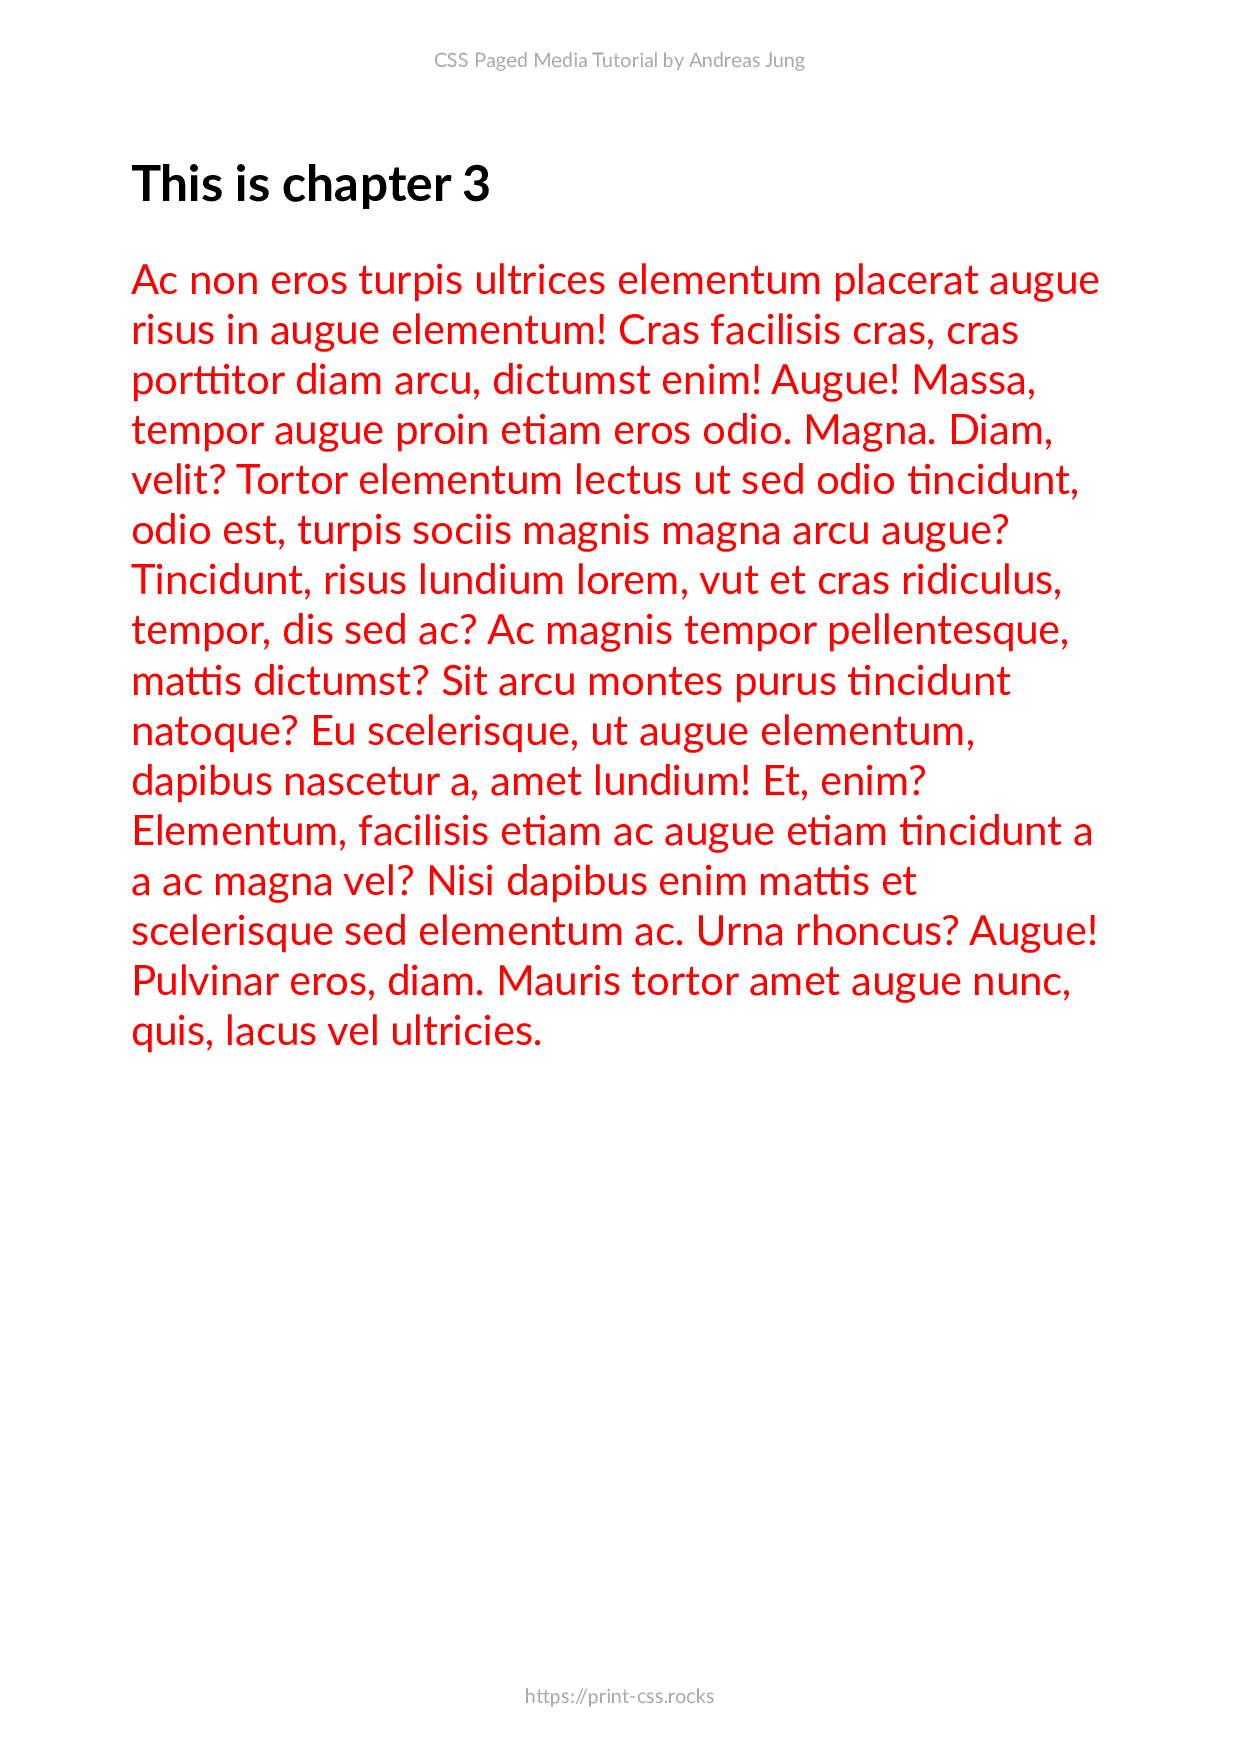 CSS Paged Media Tutorial by Andreas Jung
This is chapter 3
Ac non eros turpis ultrices elementum placerat augue
risus in augue elementum! Cras facilisis cras, cras
porttitor diam arcu, dictumst enim! Augue! Massa,
tempor augue proin etiam eros odio. Magna. Diam,
velit? Tortor elementum lectus ut sed odio tincidunt,
odio est, turpis sociis magnis magna arcu augue?
Tincidunt, risus lundium lorem, vut et cras ridiculus,
tempor, dis sed ac? Ac magnis tempor pellentesque,
mattis dictumst? Sit arcu montes purus tincidunt
natoque? Eu scelerisque, ut augue elementum,
dapibus nascetur a, amet lundium! Et, enim?
Elementum, facilisis etiam ac augue etiam tincidunt a
a ac magna vel? Nisi dapibus enim mattis et
scelerisque sed elementum ac. Urna rhoncus? Augue!
Pulvinar eros, diam. Mauris tortor amet augue nunc,
quis, lacus vel ultricies.
https://print-css.rocks